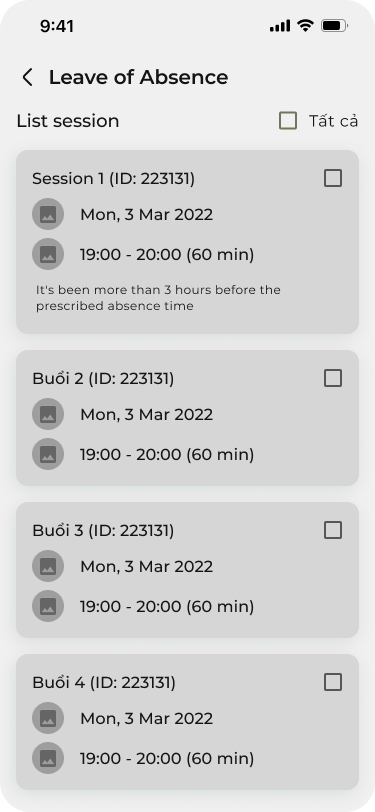 9:41
Leave of Absence
List session
Tất cả
Session 1 (ID: 223131)
Mon, 3 Mar 2022
19:00 - 20:00 (60 min)
It's been more than 3 hours before the
prescribed absence time
Buổi 2 (ID: 223131)
Mon, 3 Mar 2022
19:00 - 20:00 (60 min)
Buổi 3 (ID: 223131)
Mon, 3 Mar 2022
19:00 - 20:00 (60 min)
Buổi 4 (ID: 223131)
Mon, 3 Mar 2022
19:00 - 20:00 (60 min)